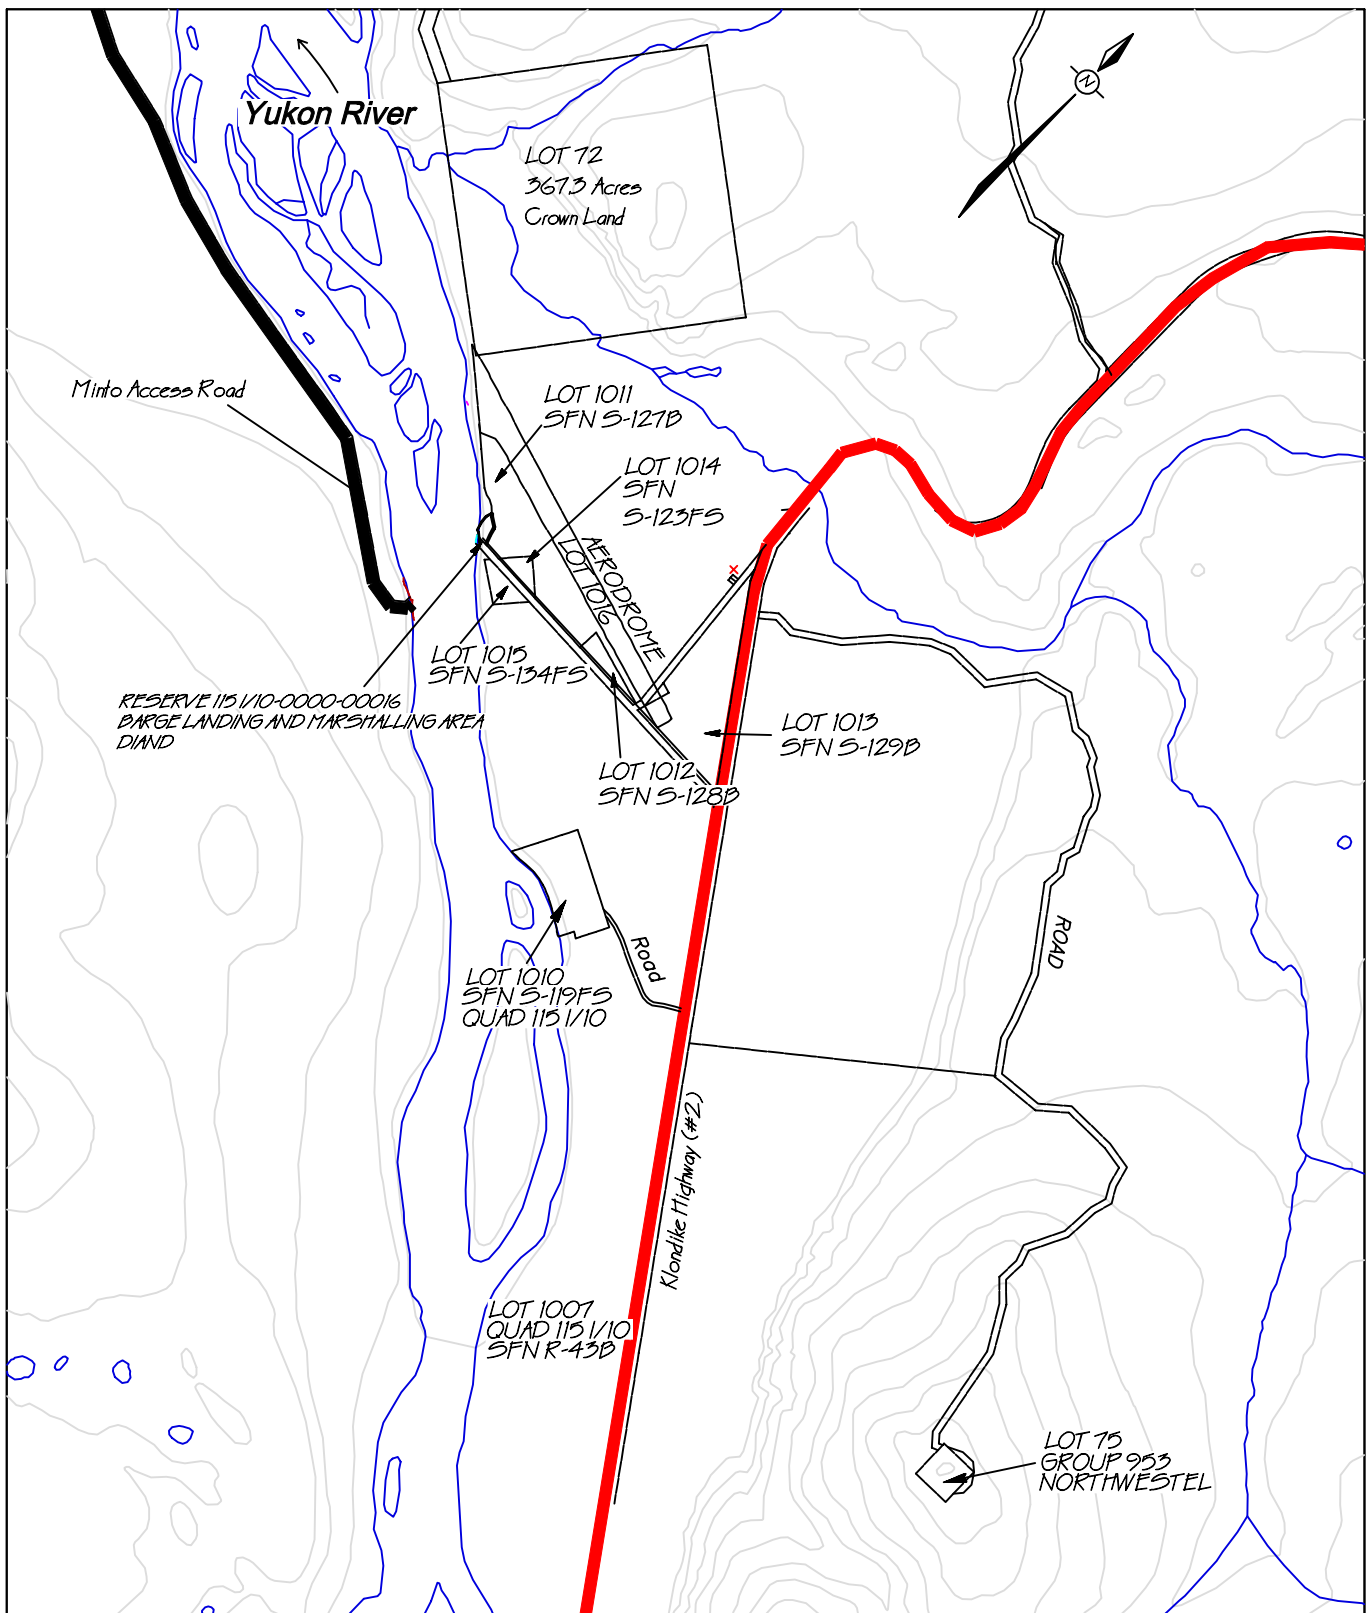 N
Yukon River
LOT 72
367.3 Acres
Crown Land
Minto Access Road
LOT 1011
SFN S-127B
LOT 1014
SFN
S-123FS
AERODROME
LOT 1016
LOT 1015
SFN S-134FS
RESERVE 115 I/10-0000-00016
BARGE LANDING AND MARSHALLING AREA
DIAND
LOT 1013
SFN S-129B
LOT 1012
SFN S-128B
LOT 1010
SFN S-119FS
QUAD 115 I/10
Road
ROAD
Klondike Highway (#2)
LOT 1007
QUAD 115 I/10
SFN R-43B
LOT 75
GROUP 953
NORTHWESTEL